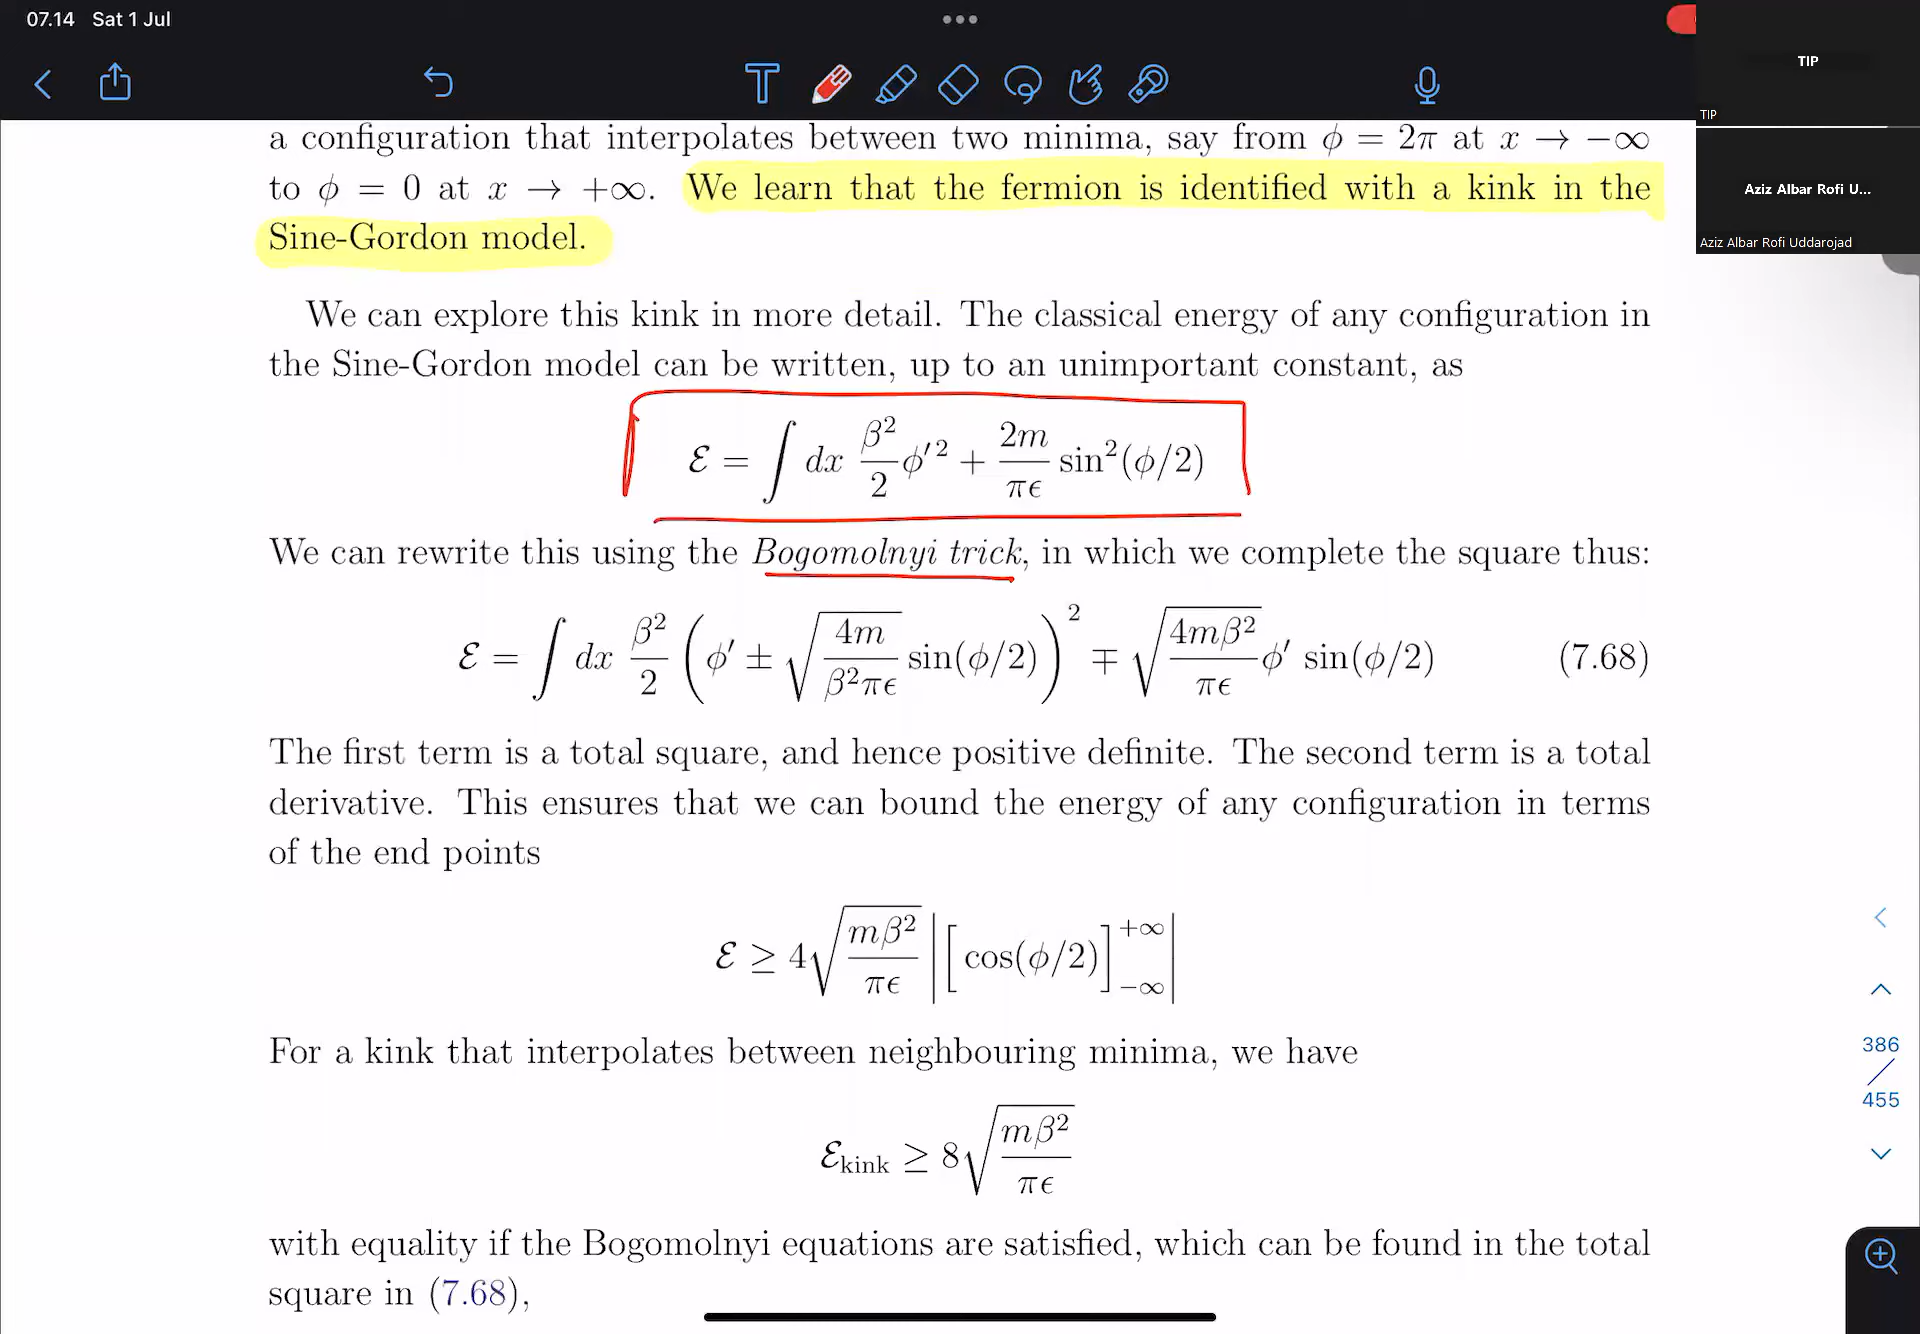 07.14 Sat 1 Jul
TIP
TIP
Aziz Albar Rofi U...
Aziz Albar Rofi Uddarojad
a configuration that interpolates between two minima, say from ϕ = 2π at x → −∞
to ϕ = 0 at x → +∞. We learn that the fermion is identified with a kink in the
Sine-Gordon model.
We can explore this kink in more detail. The classical energy of any configuration in
the Sine-Gordon model can be written, up to an unimportant constant, as
ℰ = ∫ dx β²/2 ϕ′² + 2m/πϵ sin²(ϕ/2)
We can rewrite this using the Bogomolnyi trick, in which we complete the square thus:
ℰ = ∫ dx β²/2 (ϕ′ ± √(4m/β²πϵ) sin(ϕ/2))² ∓ √(4mβ²/πϵ) ϕ′ sin(ϕ/2) (7.68)
The first term is a total square, and hence positive definite. The second term is a total
derivative. This ensures that we can bound the energy of any configuration in terms
of the end points
ℰ ≥ 4√(mβ²/πϵ) |[cos(ϕ/2)]₋∞⁺∞|
For a kink that interpolates between neighbouring minima, we have
ℰkink ≥ 8√(mβ²/πϵ)
with equality if the Bogomolnyi equations are satisfied, which can be found in the total
square in (7.68),
386
/
455